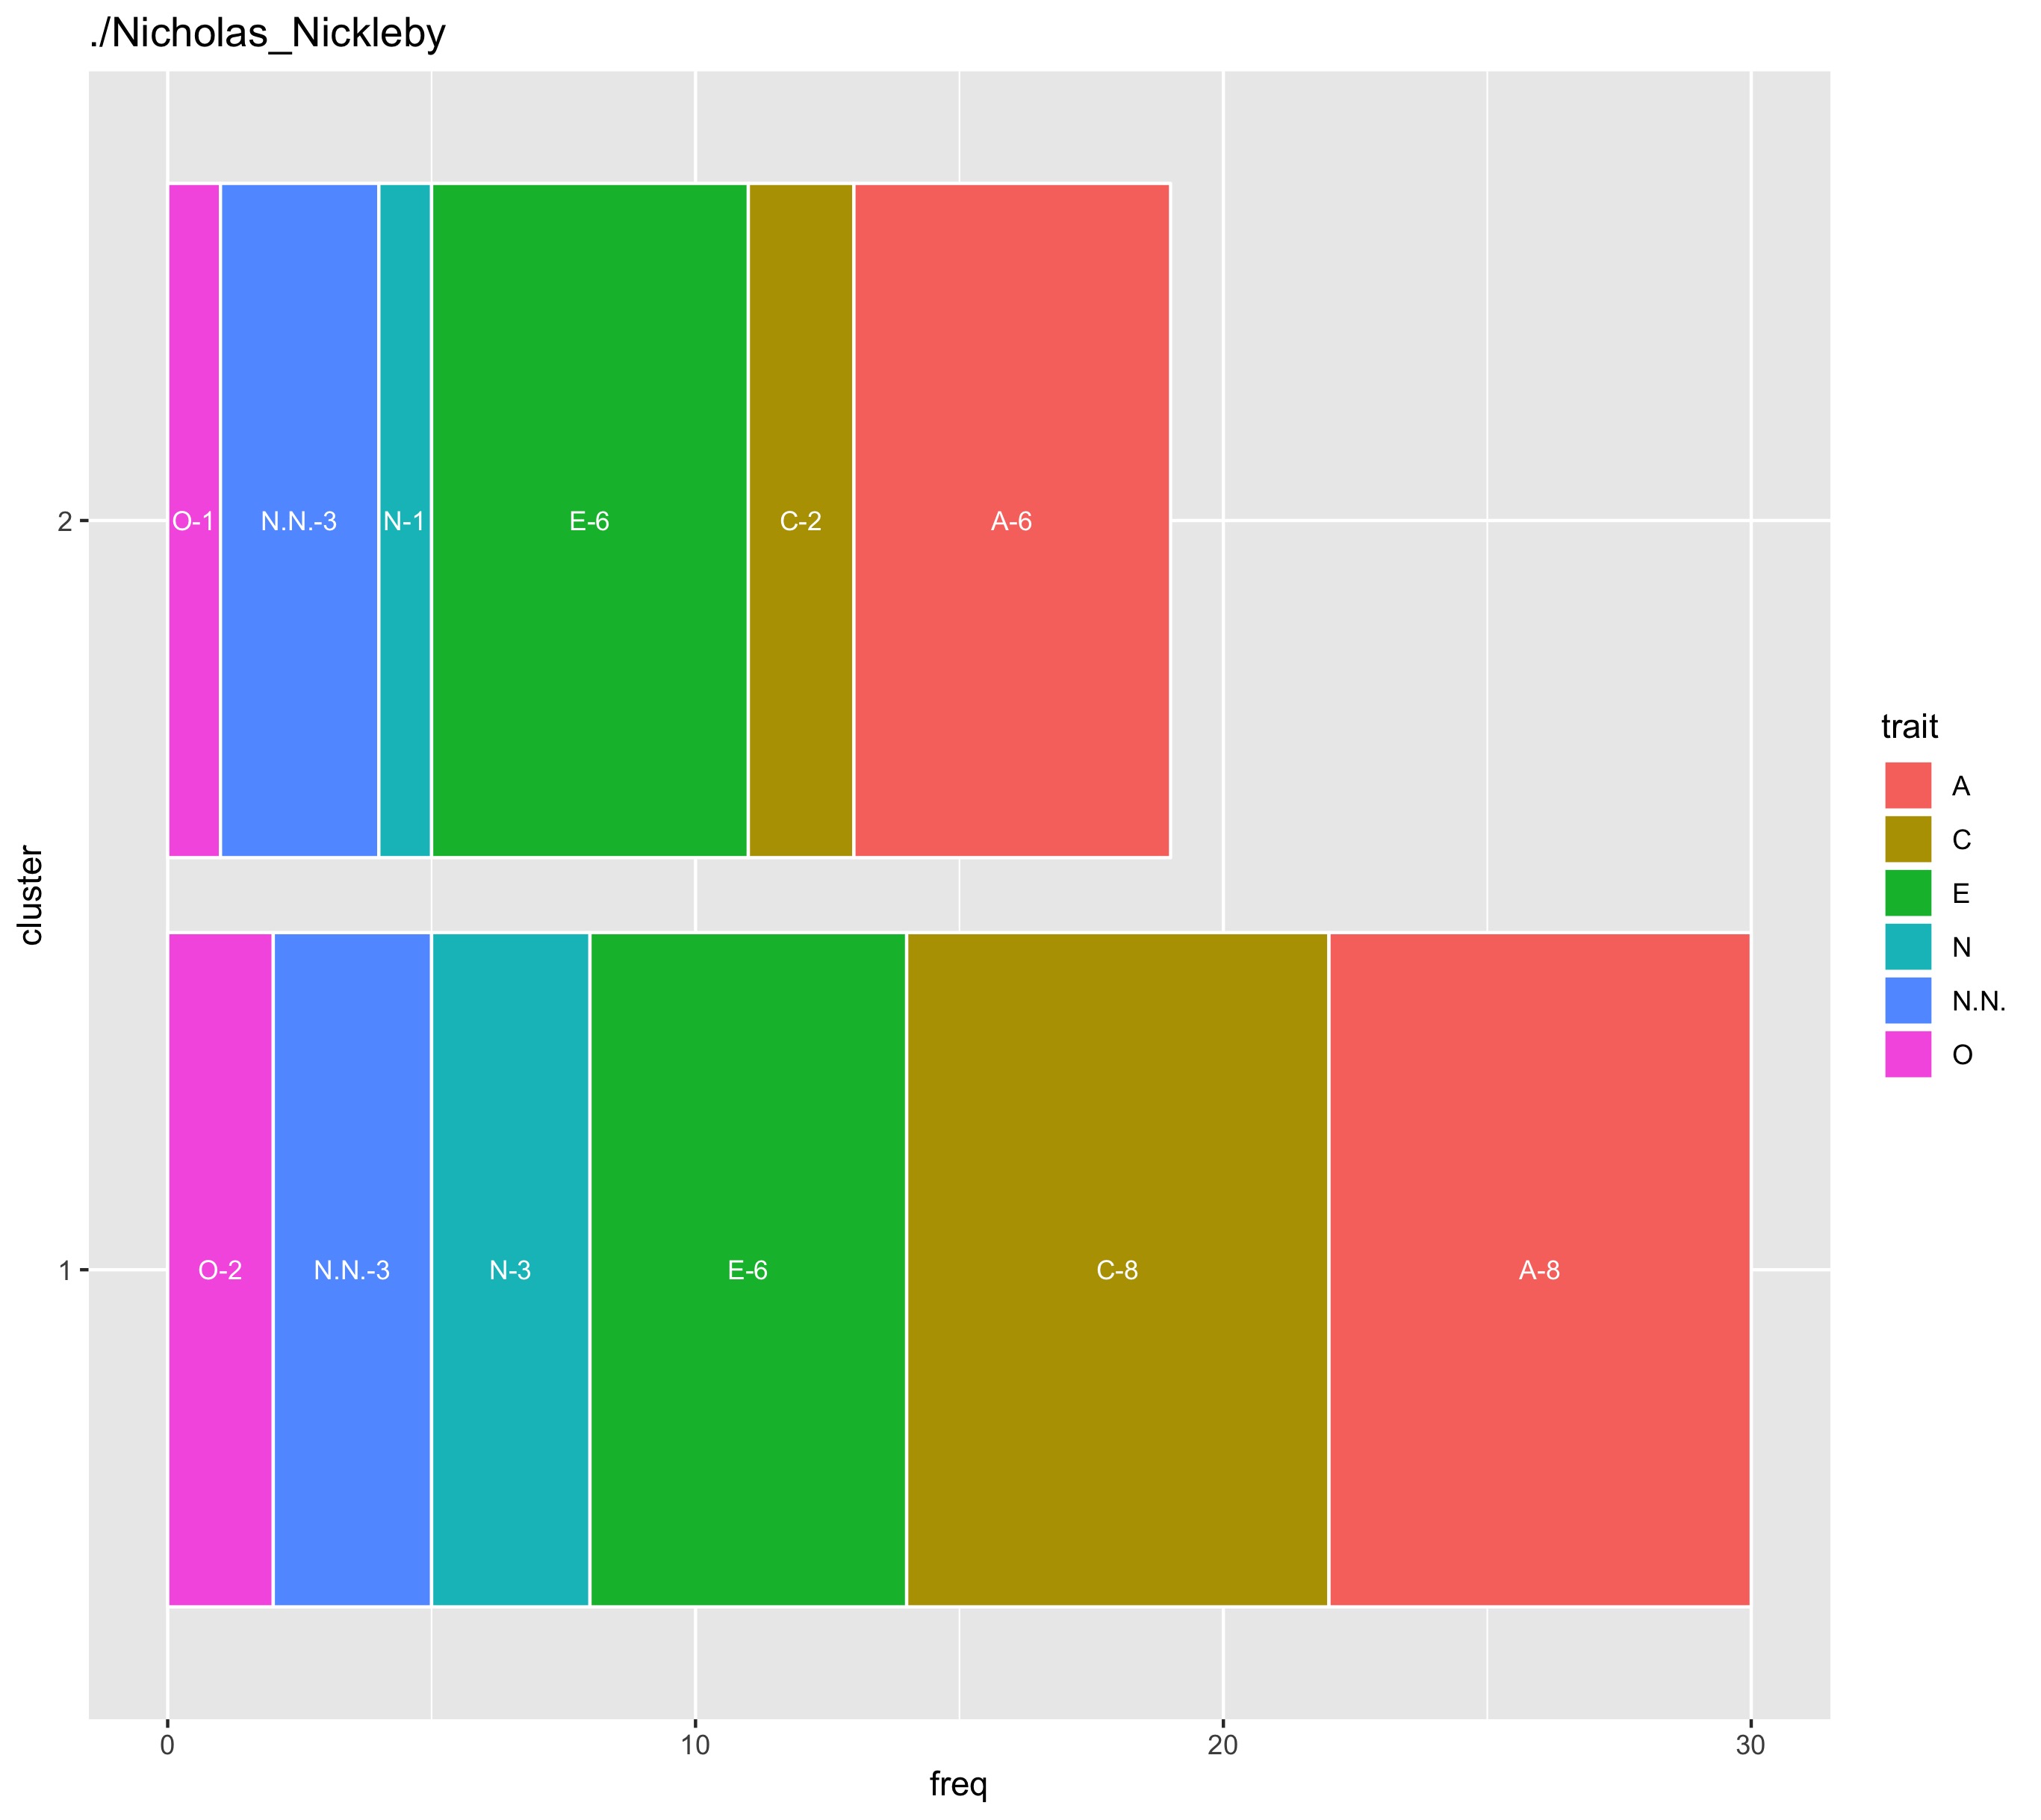 ./Nicholas_Nickleby
2
O-1
N.N.-3
N-1
E-6
C-2
A-6
cluster
1
O-2
N.N.-3
N-3
E-6
C-8
A-8
0
10
20
30
freq
trait
A
C
E
N
N.N.
O